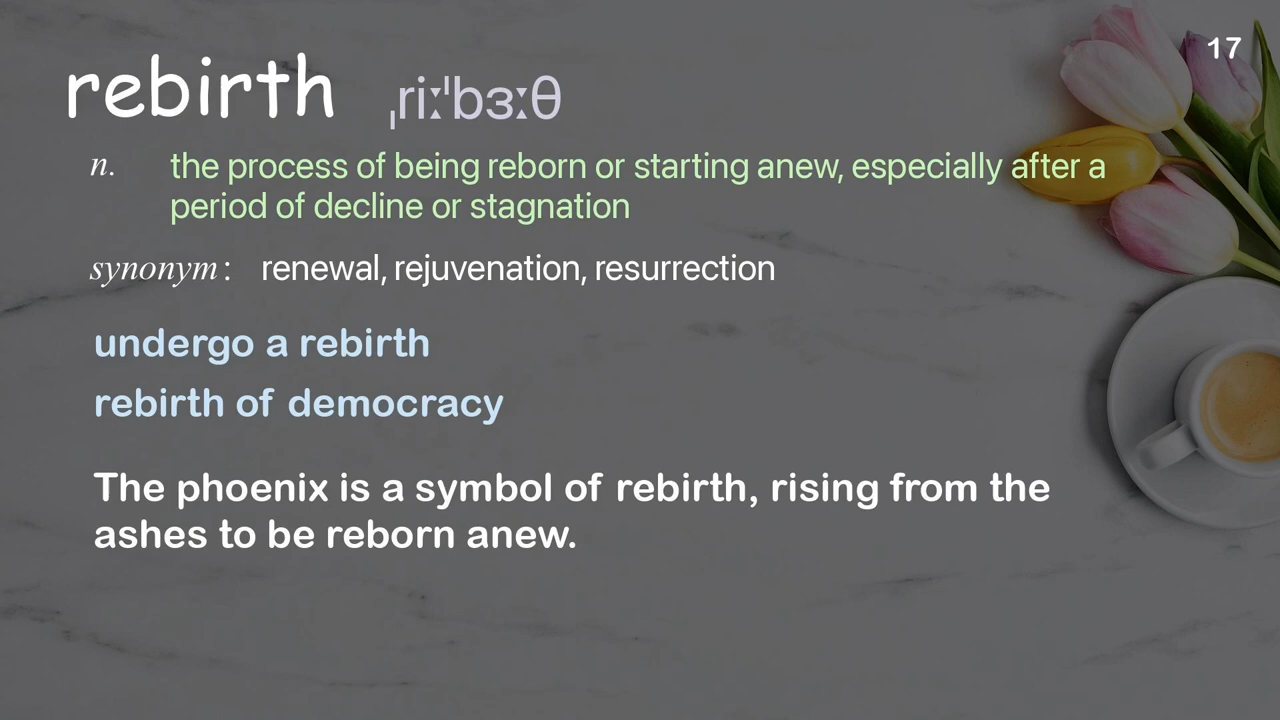 17
rebirth ˌriːˈbɜːθ
n. the process of being reborn or starting anew, especially after a
period of decline or stagnation
synonym: renewal, rejuvenation, resurrection
undergo a rebirth
rebirth of democracy
The phoenix is a symbol of rebirth, rising from the
ashes to be reborn anew.